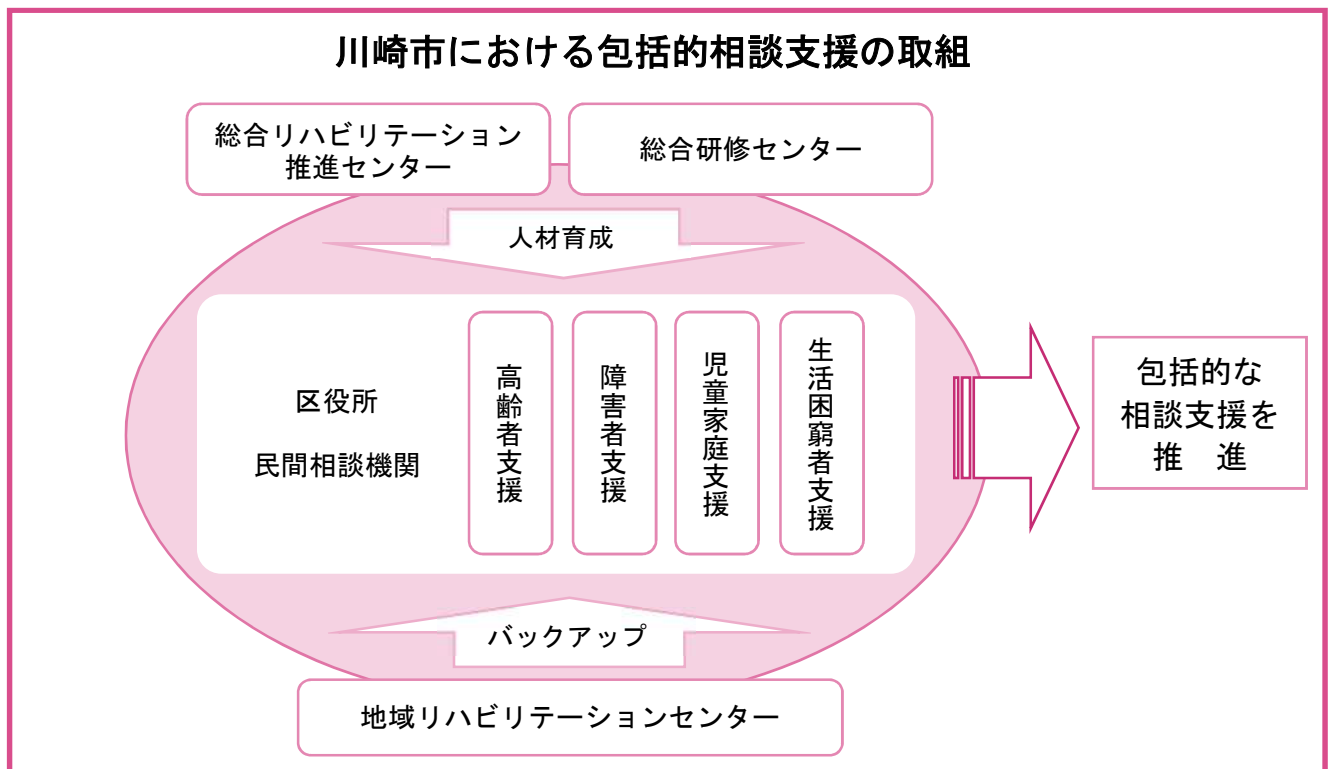 川崎市における包括的相談支援の取組
総合リハビリテーション
推進センター
総合研修センター
人材育成
区役所
民間相談機関
高齢者支援
障害者支援
児童家庭支援
生活困窮者支援
包括的な
相談支援を
推　進
バックアップ
地域リハビリテーションセンター